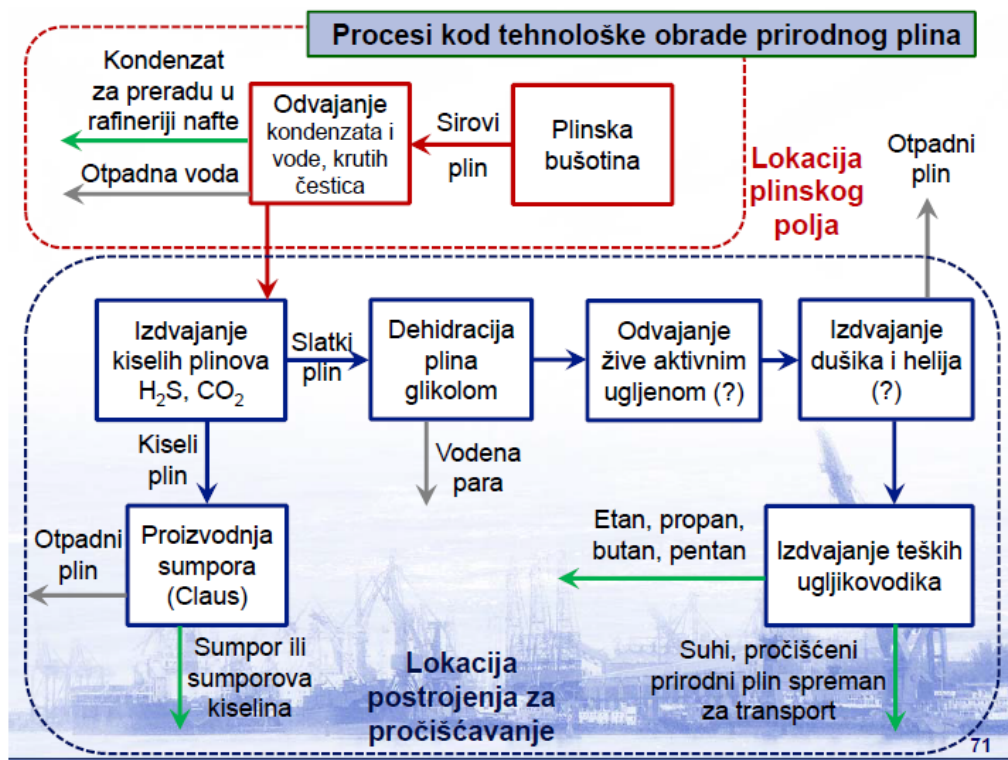 Procesi kod tehnološke obrade prirodnog plina
Kondenzat
za preradu u
rafineriji nafte
Otpadna voda
Odvajanje
kondenzata i
vode, krutih
čestica
Sirovi
plin
Plinska
bušotina
Lokacija
plinskog
polja
Otpadni
plin
Izdvajanje
kiselih plinova
H₂S, CO₂
Slatki
plin
Dehidracija
plina
glikolom
Odvajanje
žive aktivnim
ugljenom (?)
Izdvajanje
dušika i helija
(?)
Kiseli
plin
Vodena
para
Otpadni
plin
Proizvodnja
sumpora
(Claus)
Etan, propan,
butan, pentan
Izdvajanje teških
ugljikovodika
Sumpor ili
sumporova
kiselina
Lokacija
postrojenja za
pročišćavanje
Suhi, pročišćeni
prirodni plin spreman
za transport
71